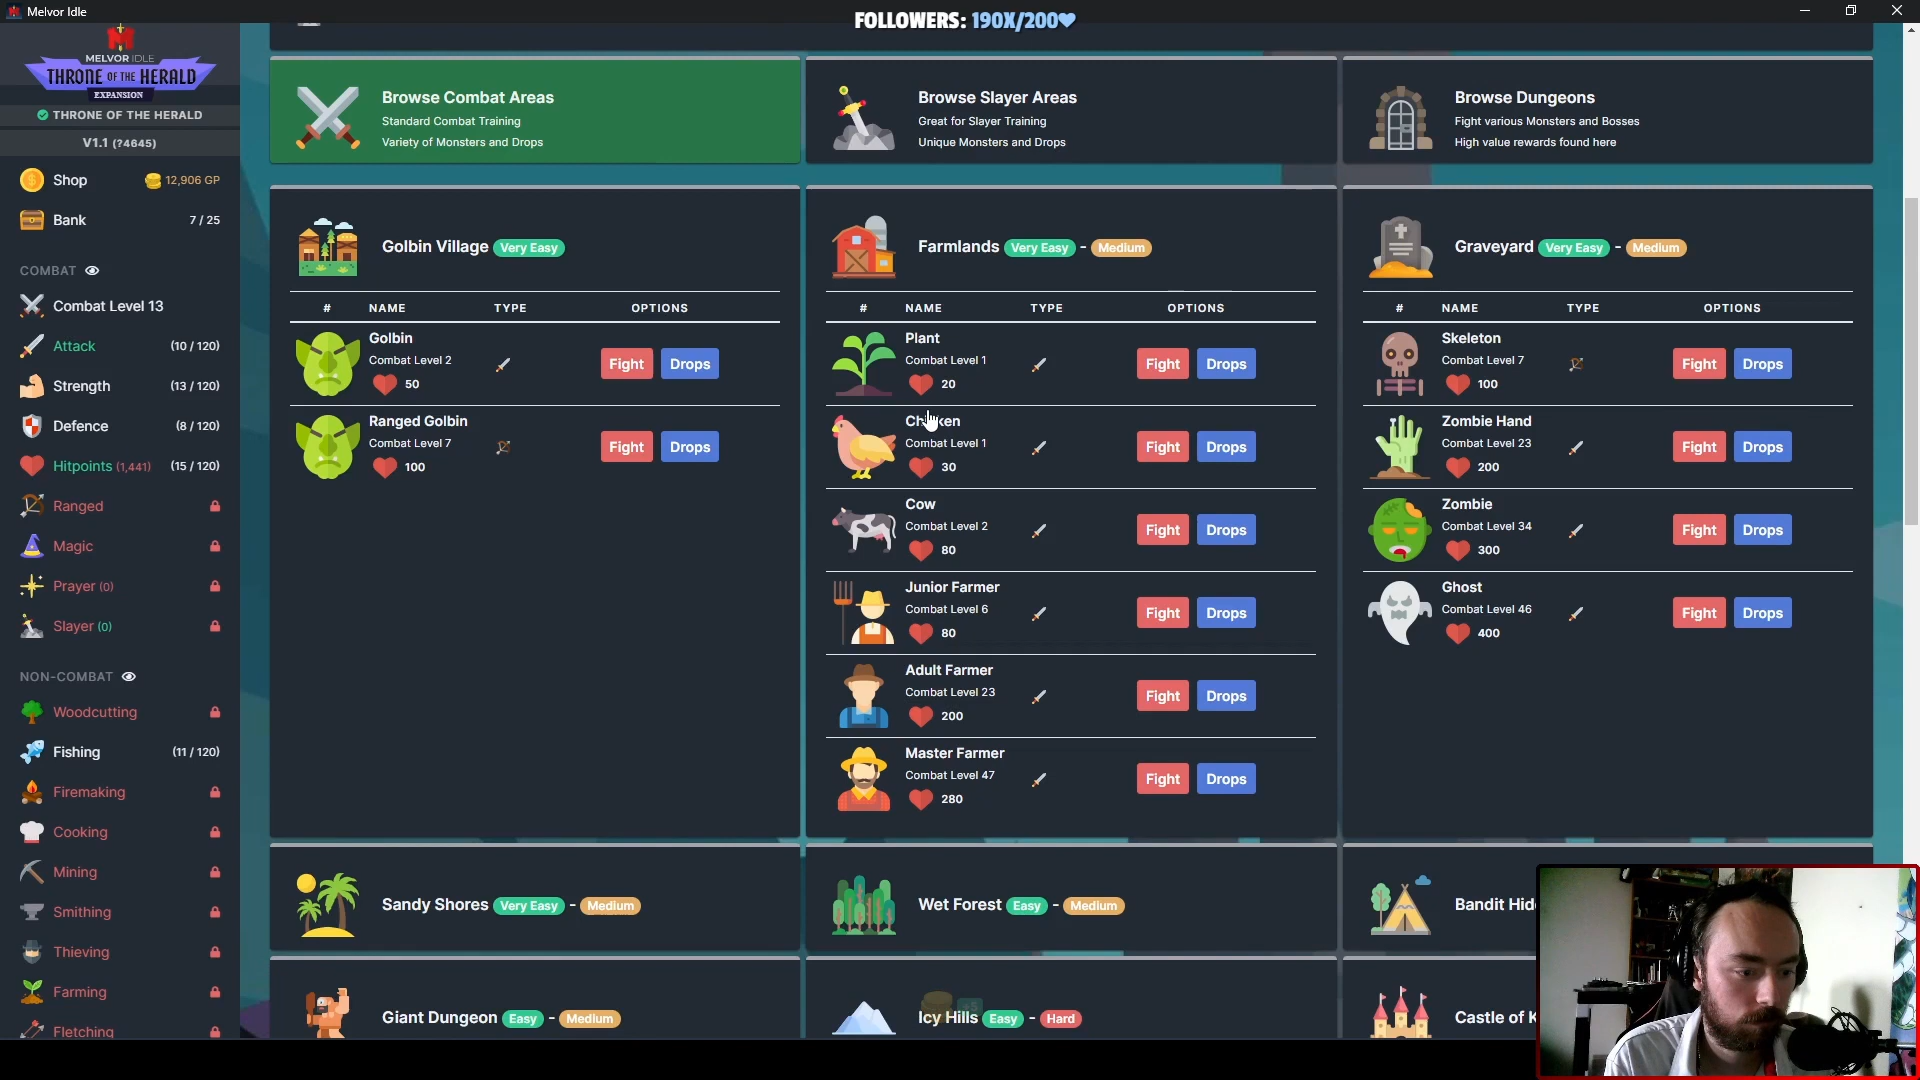 Melvor Idle
FOLLOWERS: 190X/200
MELVOR IDLE
THRONE OF THE HERALD
EXPANSION
THRONE OF THE HERALD
V1.1 (?4645)
Shop 12,906 GP
Bank 7 / 25
COMBAT
Combat Level 13
Attack (10 / 120)
Strength (13 / 120)
Defence (8 / 120)
Hitpoints (1,441) (15 / 120)
Ranged
Magic
Prayer (0)
Slayer (0)
NON-COMBAT
Woodcutting
Fishing (11 / 120)
Firemaking
Cooking
Mining
Smithing
Thieving
Farming
Fletching
Browse Combat Areas
Standard Combat Training
Variety of Monsters and Drops
Browse Slayer Areas
Great for Slayer Training
Unique Monsters and Drops
Browse Dungeons
Fight various Monsters and Bosses
High value rewards found here
Golbin Village Very Easy
# NAME TYPE OPTIONS
Golbin
Combat Level 2
50
Fight Drops
Ranged Golbin
Combat Level 7
100
Fight Drops
Farmlands Very Easy - Medium
# NAME TYPE OPTIONS
Plant
Combat Level 1
20
Fight Drops
Chicken
Combat Level 1
30
Fight Drops
Cow
Combat Level 2
80
Fight Drops
Junior Farmer
Combat Level 6
80
Fight Drops
Adult Farmer
Combat Level 23
200
Fight Drops
Master Farmer
Combat Level 47
280
Fight Drops
Graveyard Very Easy - Medium
# NAME TYPE OPTIONS
Skeleton
Combat Level 7
100
Fight Drops
Zombie Hand
Combat Level 23
200
Fight Drops
Zombie
Combat Level 34
300
Fight Drops
Ghost
Combat Level 46
400
Fight Drops
Sandy Shores Very Easy - Medium
Wet Forest Easy - Medium
Bandit Hid
Giant Dungeon Easy - Medium
Icy Hills Easy - Hard
Castle of K